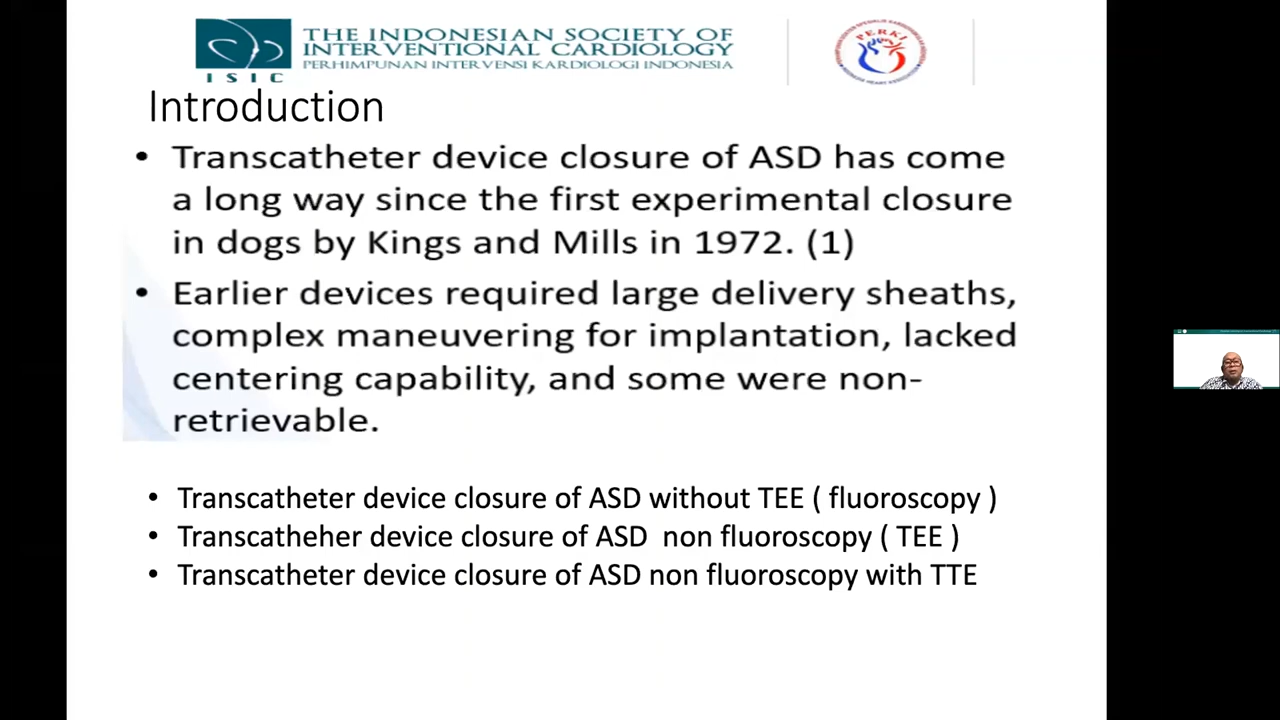 THE INDONESIAN SOCIETY OF
INTERVENTIONAL CARDIOLOGY
PERHIMPUNAN INTERVENSI KARDIOLOGI INDONESIA
ISIC
PERKI
Introduction
• Transcatheter device closure of ASD has come
a long way since the first experimental closure
in dogs by Kings and Mills in 1972. (1)
• Earlier devices required large delivery sheaths,
complex maneuvering for implantation, lacked
centering capability, and some were non-
retrievable.
• Transcatheter device closure of ASD without TEE ( fluoroscopy )
• Transcatheher device closure of ASD  non fluoroscopy ( TEE )
• Transcatheter device closure of ASD non fluoroscopy with TTE